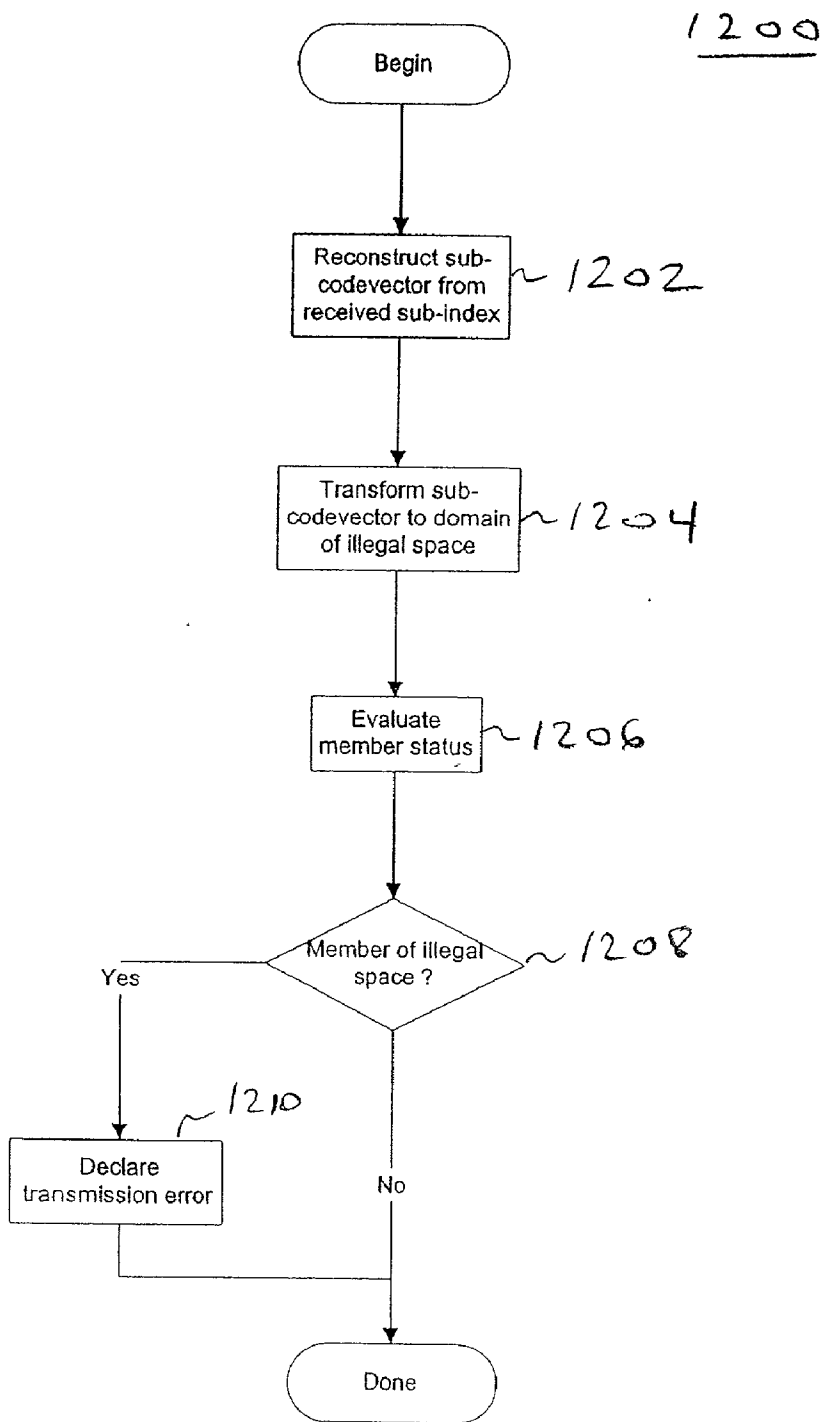 1200
Begin
Reconstruct sub-
codevector from
received sub-index
1202
Transform sub-
codevector to domain
of illegal space
1204
Evaluate
member status
1206
Member of illegal
space ?
1208
Yes
1210
Declare
transmission error
No
Done